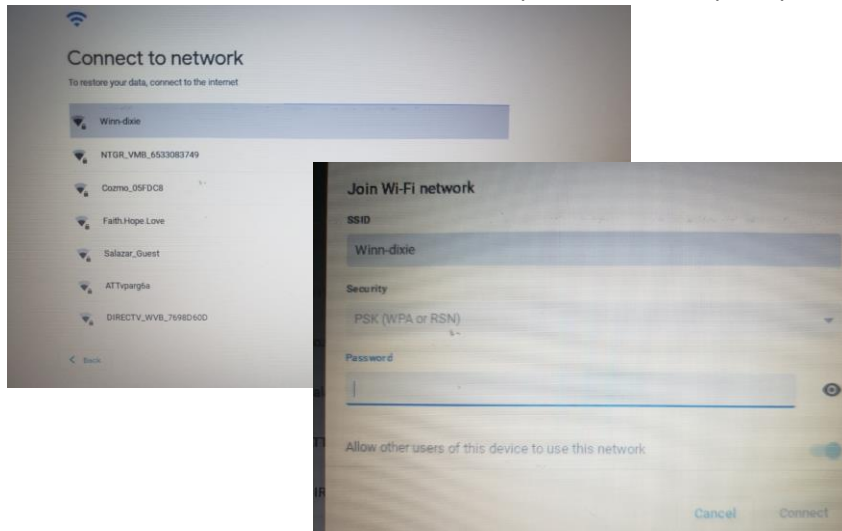 Connect to network
To restore your data, connect to the internet
Winn-dixie
NTGR_VMB_6533083749
Cozmo_05FDC8
Faith.Hope.Love
Salazar_Guest
ATTvparg6a
DIRECTV_WVB_7698D60D
Back
Join Wi-Fi network
SSID
Winn-dixie
Security
PSK (WPA or RSN)
Password
Allow other users of this device to use this network
Cancel Connect